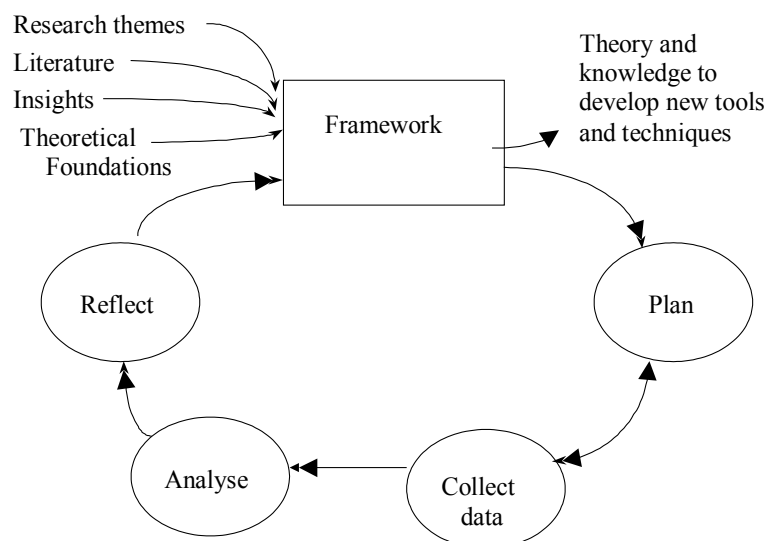 Research themes
Literature
Insights
Theoretical
Foundations
Framework
Theory and
knowledge to
develop new tools
and techniques
Reflect
Plan
Analyse
Collect
data